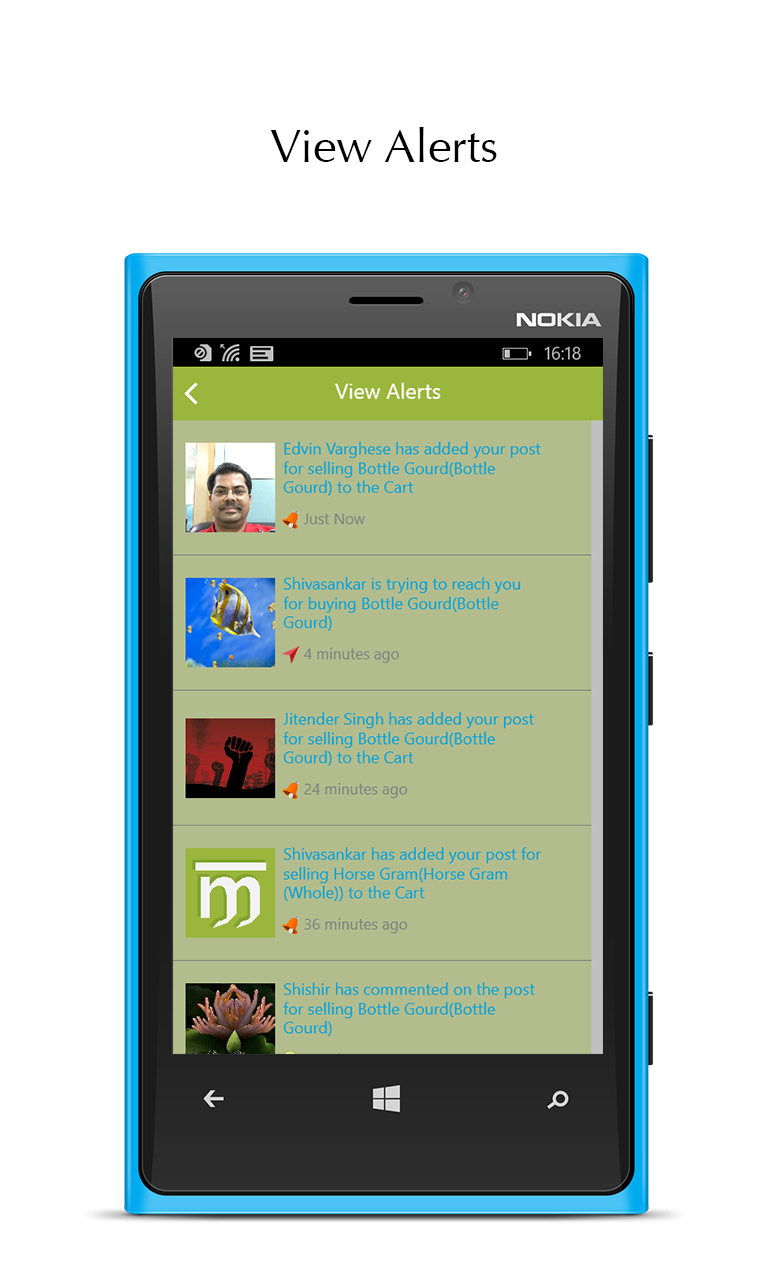 View Alerts
NOKIA
16:18
View Alerts
Edvin Varghese has added your post
for selling Bottle Gourd(Bottle
Gourd) to the Cart
Just Now
Shivasankar is trying to reach you
for buying Bottle Gourd(Bottle
Gourd)
4 minutes ago
Jitender Singh has added your post
for selling Bottle Gourd(Bottle
Gourd) to the Cart
24 minutes ago
Shivasankar has added your post for
selling Horse Gram(Horse Gram
(Whole)) to the Cart
36 minutes ago
Shishir has commented on the post
for selling Bottle Gourd(Bottle
Gourd)